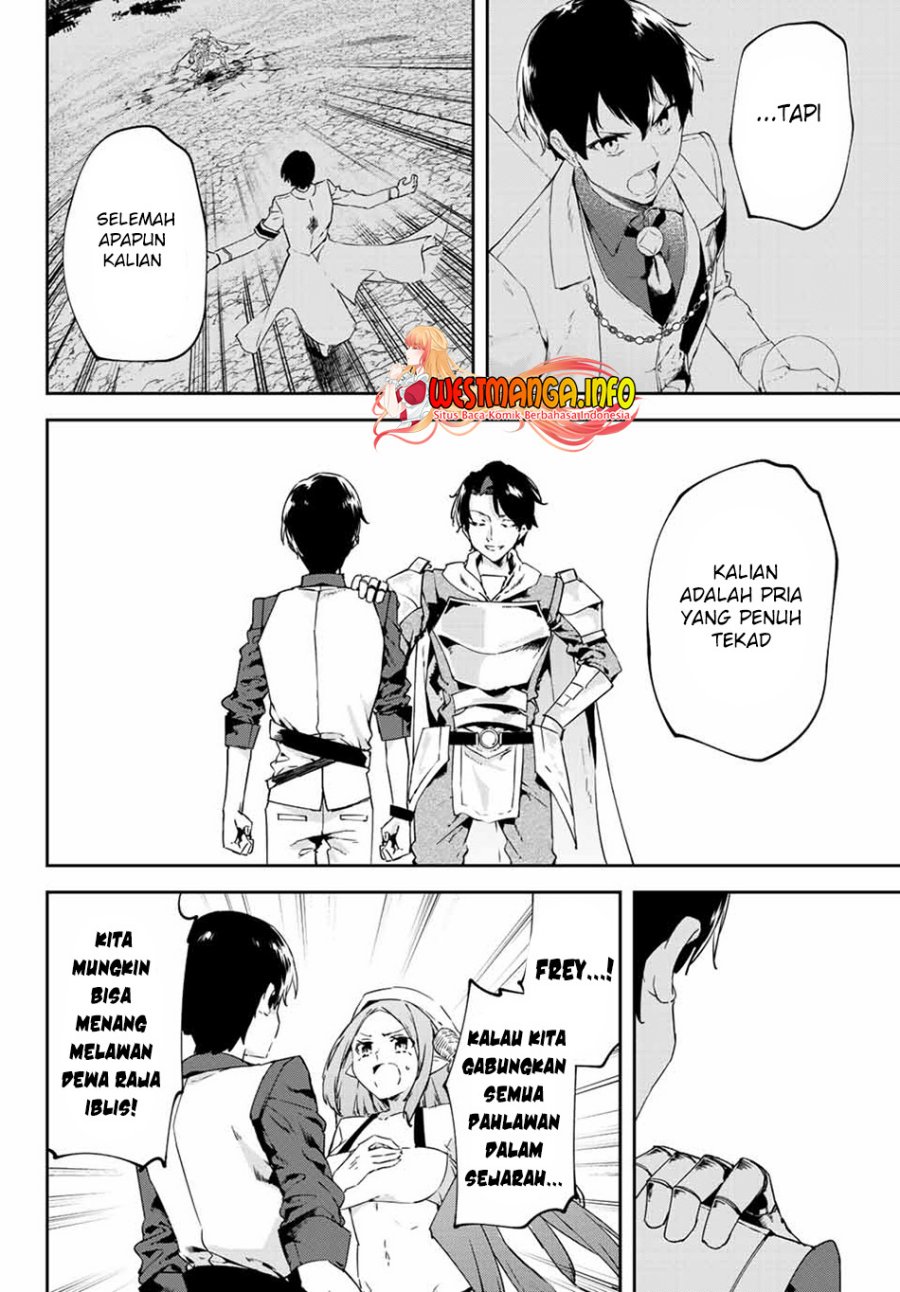 ...TAPI
SELEMAH
APAPUN
KALIAN
WESTMANGA.INFO
Situs Baca Komik Berbahasa Indonesia
KALIAN
ADALAH PRIA
YANG PENUH
TEKAD
FREY...!
KALAU KITA
GABUNGKAN
SEMUA
PAHLAWAN
DALAM
SEJARAH...
KITA
MUNGKIN
BISA
MENANG
MELAWAN
DEWA RAJA
IBLIS!